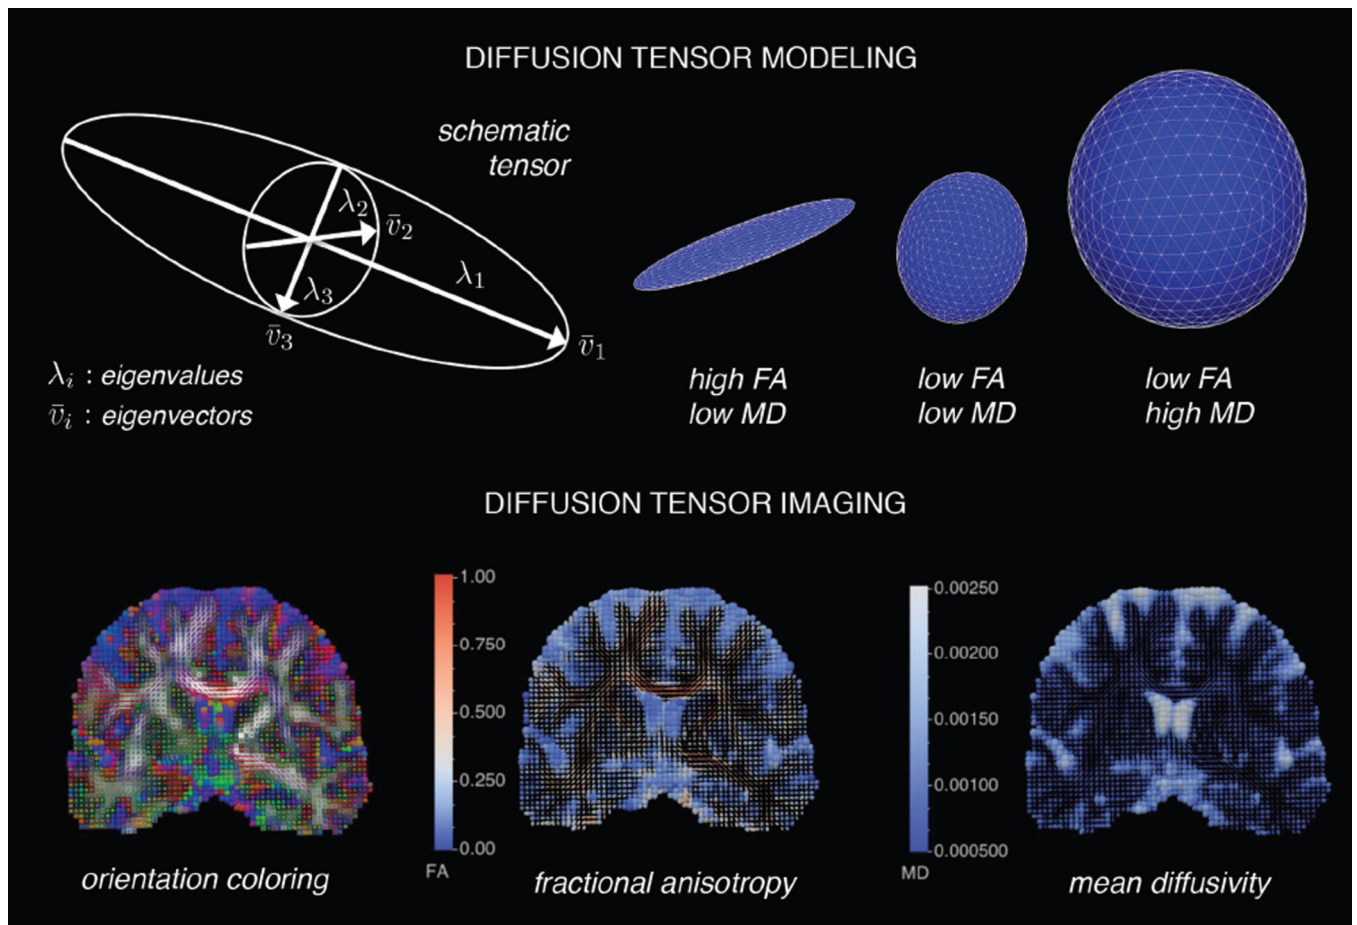 DIFFUSION TENSOR MODELING
schematic
tensor
λ2
v̄2
λ1
λ3
v̄3
v̄1
λi : eigenvalues
v̄i : eigenvectors
high FA
low MD
low FA
low MD
low FA
high MD
DIFFUSION TENSOR IMAGING
1.00
0.750
0.500
0.250
0.00
FA
0.00250
0.00200
0.00150
0.00100
0.000500
MD
orientation coloring
fractional anisotropy
mean diffusivity